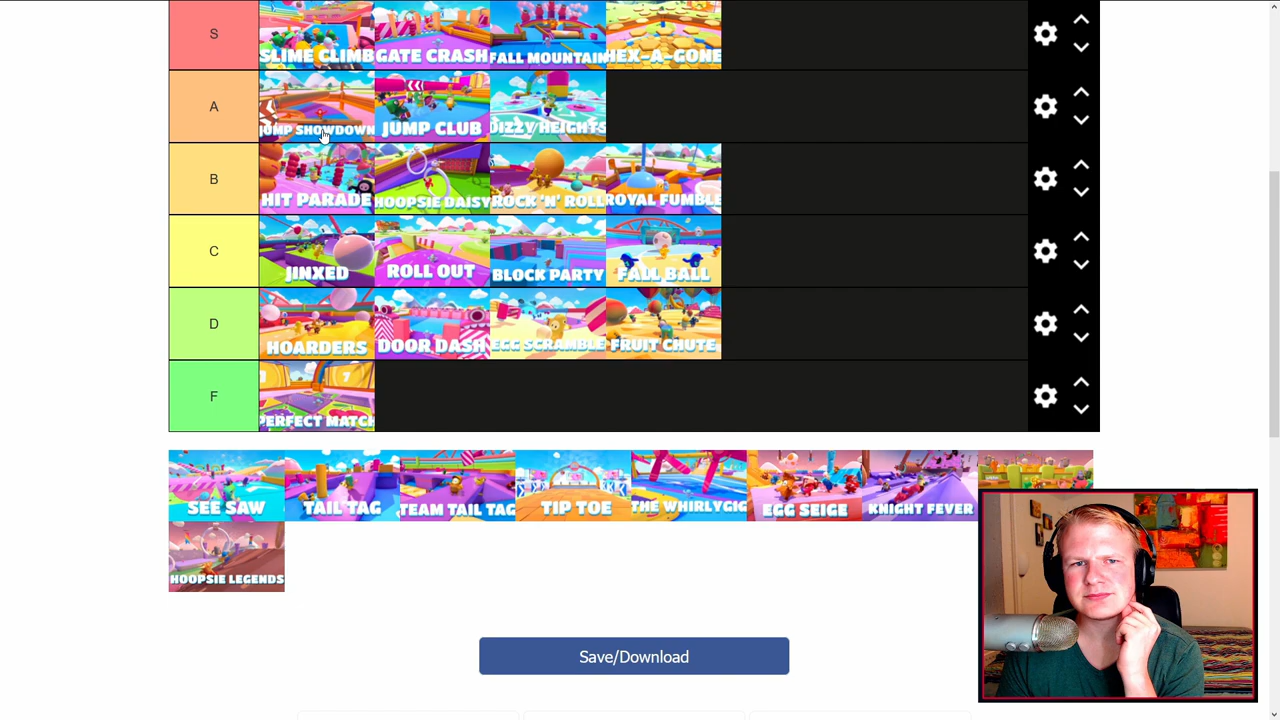 S
SLIME CLIMB GATE CRASH FALL MOUNTAIN HEX-A-GONE
A
JUMP SHOWDOWN JUMP CLUB DIZZY HEIGHTS
B
HIT PARADE HOOPSIE DAISY ROCK 'N' ROLL ROYAL FUMBLE
C
JINXED ROLL OUT BLOCK PARTY FALL BALL
D
HOARDERS DOOR DASH EGG SCRAMBLE FRUIT CHUTE
F
PERFECT MATCH
SEE SAW TAIL TAG TEAM TAIL TAG TIP TOE THE WHIRLYGIG EGG SEIGE KNIGHT FEVER
HOOPSIE LEGENDS
Save/Download